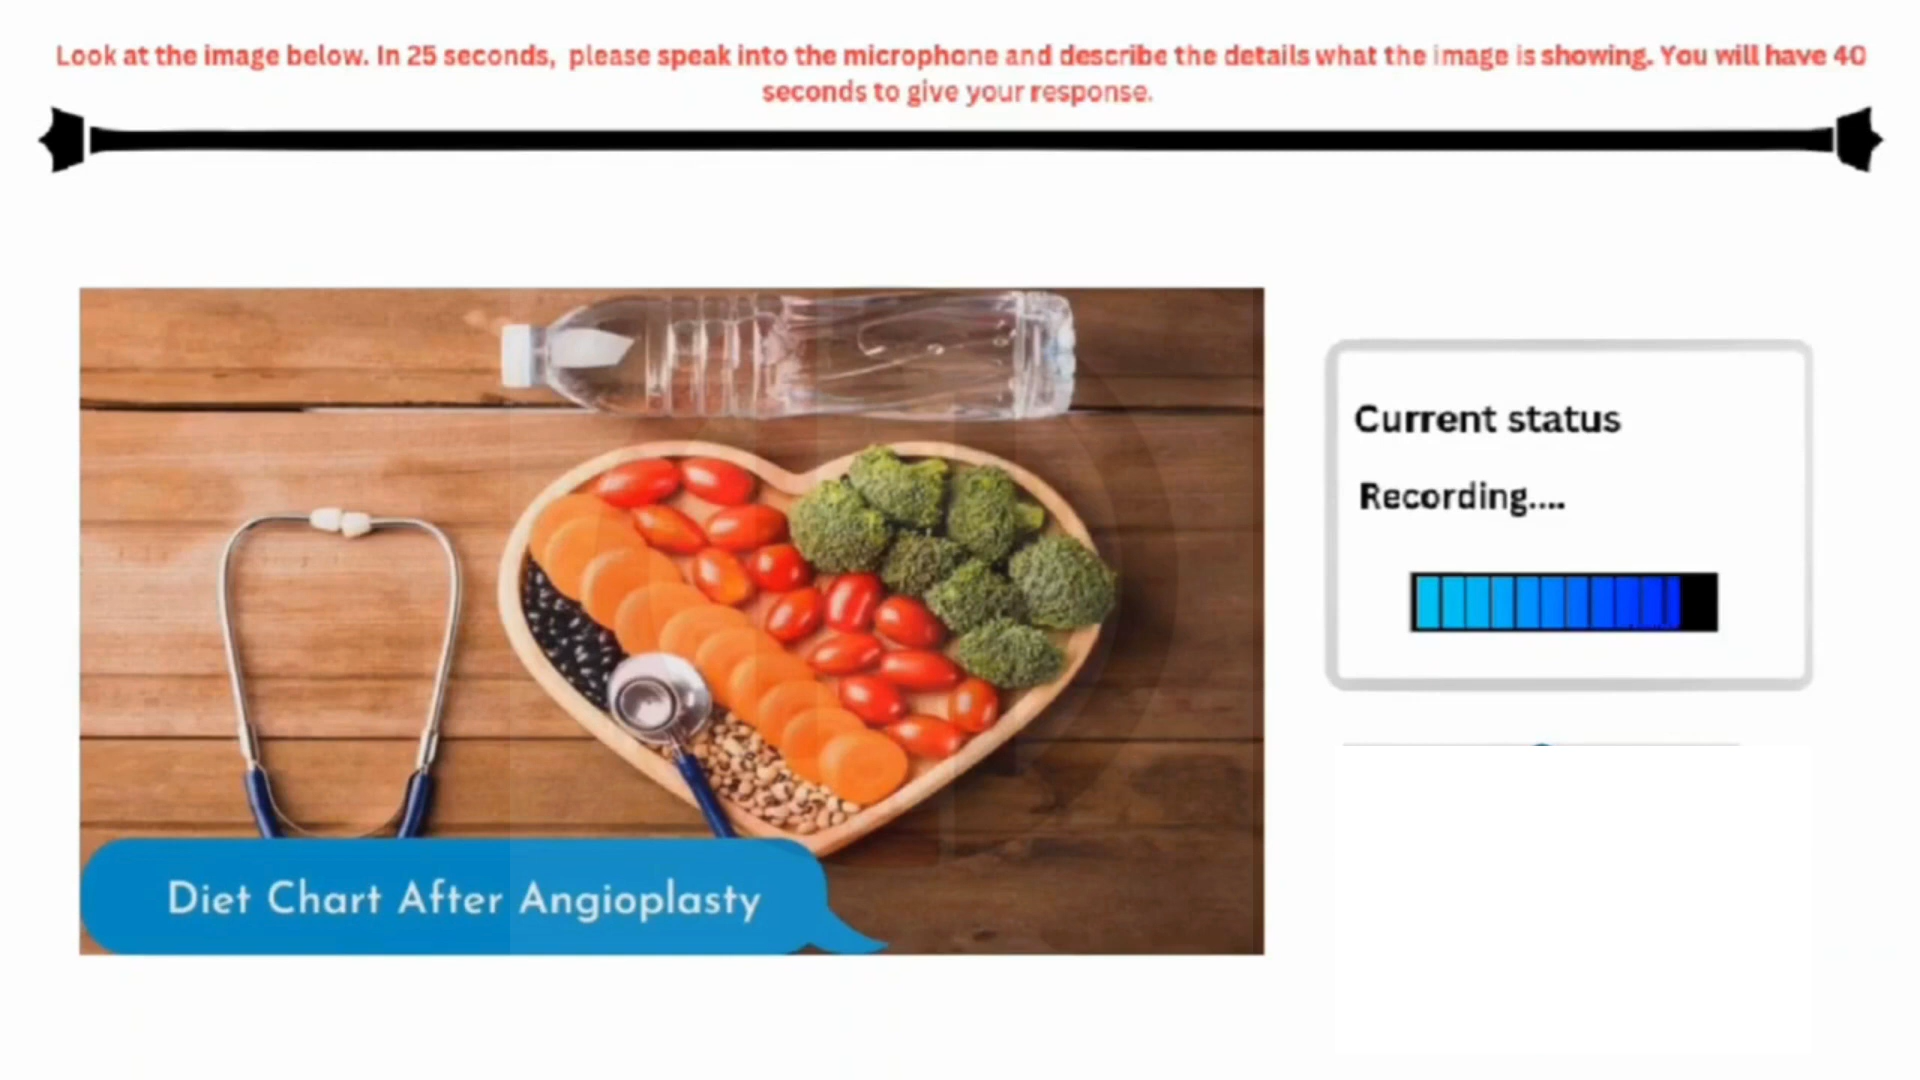 Look at the image below. In 25 seconds, please speak into the microphone and describe the details what the image is showing. You will have 40
seconds to give your response.
Current status
Recording....
Diet Chart After Angioplasty